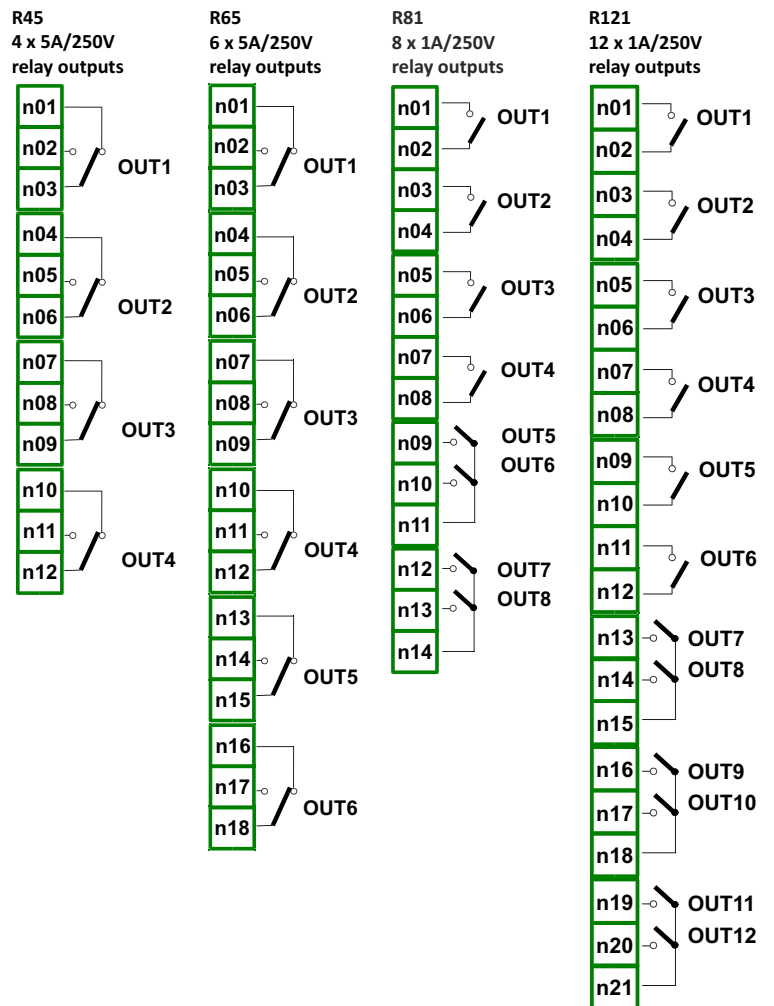 R45
4 x 5A/250V
relay outputs
n01
n02
n03
OUT1
n04
n05
n06
OUT2
n07
n08
n09
OUT3
n10
n11
n12
OUT4
R65
6 x 5A/250V
relay outputs
n01
n02
n03
OUT1
n04
n05
n06
OUT2
n07
n08
n09
OUT3
n10
n11
n12
OUT4
n13
n14
n15
OUT5
n16
n17
n18
OUT6
R81
8 x 1A/250V
relay outputs
n01
n02
OUT1
n03
n04
OUT2
n05
n06
OUT3
n07
n08
OUT4
n09
n10
n11
OUT5
OUT6
n12
n13
n14
OUT7
OUT8
R121
12 x 1A/250V
relay outputs
n01
n02
OUT1
n03
n04
OUT2
n05
n06
OUT3
n07
n08
OUT4
n09
n10
OUT5
n11
n12
OUT6
n13
n14
n15
OUT7
OUT8
n16
n17
n18
OUT9
OUT10
n19
n20
n21
OUT11
OUT12